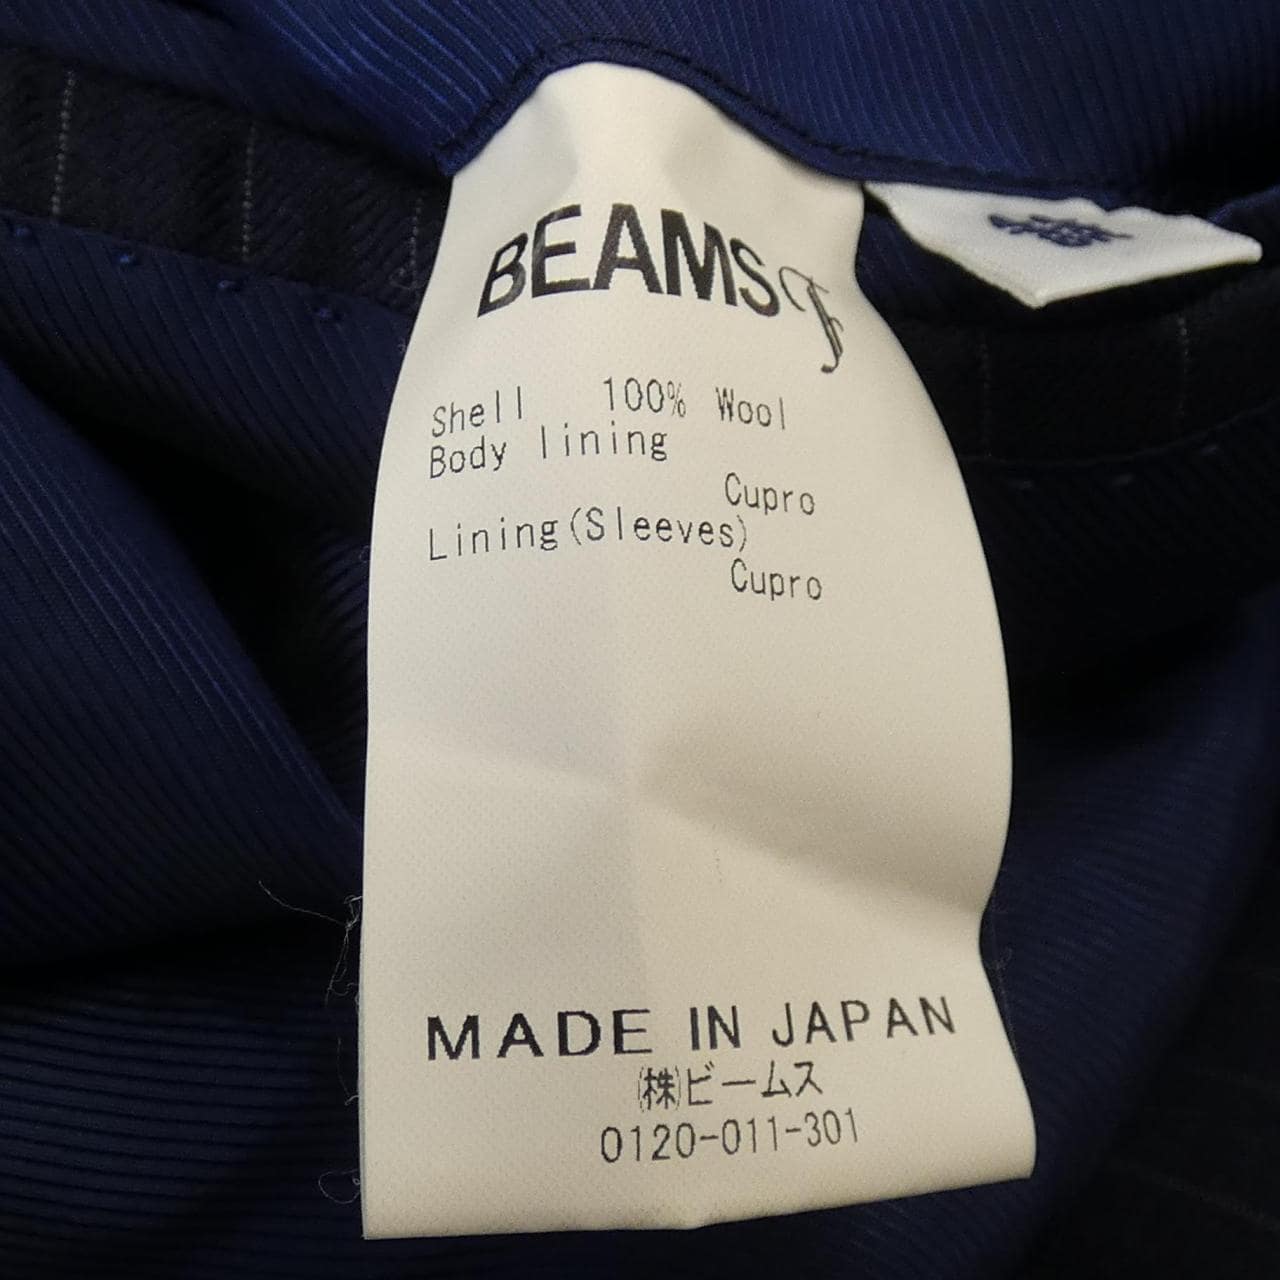 BEAMS F
Shell 100% Wool
Body lining
Cupro
Lining(Sleeves)
Cupro
MADE IN JAPAN
(株)ビームス
0120-011-301